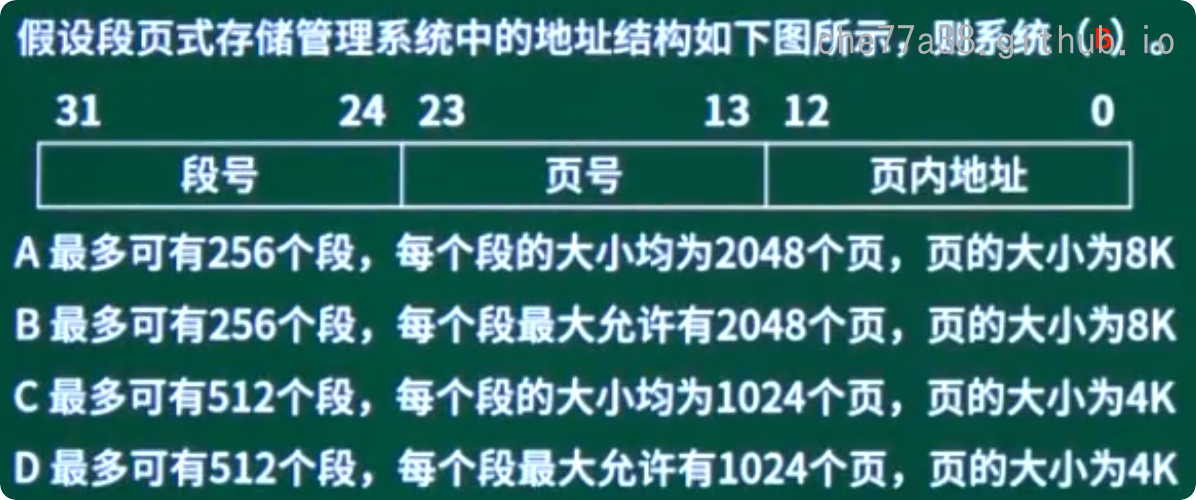 假设段页式存储管理系统中的地址结构如下图所示，则系统（b）。
che77a38.github.io
31 24 23 13 12 0
段号 页号 页内地址
A 最多可有256个段，每个段的大小均为2048个页，页的大小为8K
B 最多可有256个段，每个段最大允许有2048个页，页的大小为8K
C 最多可有512个段，每个段的大小均为1024个页，页的大小为4K
D 最多可有512个段，每个段最大允许有1024个页，页的大小为4K